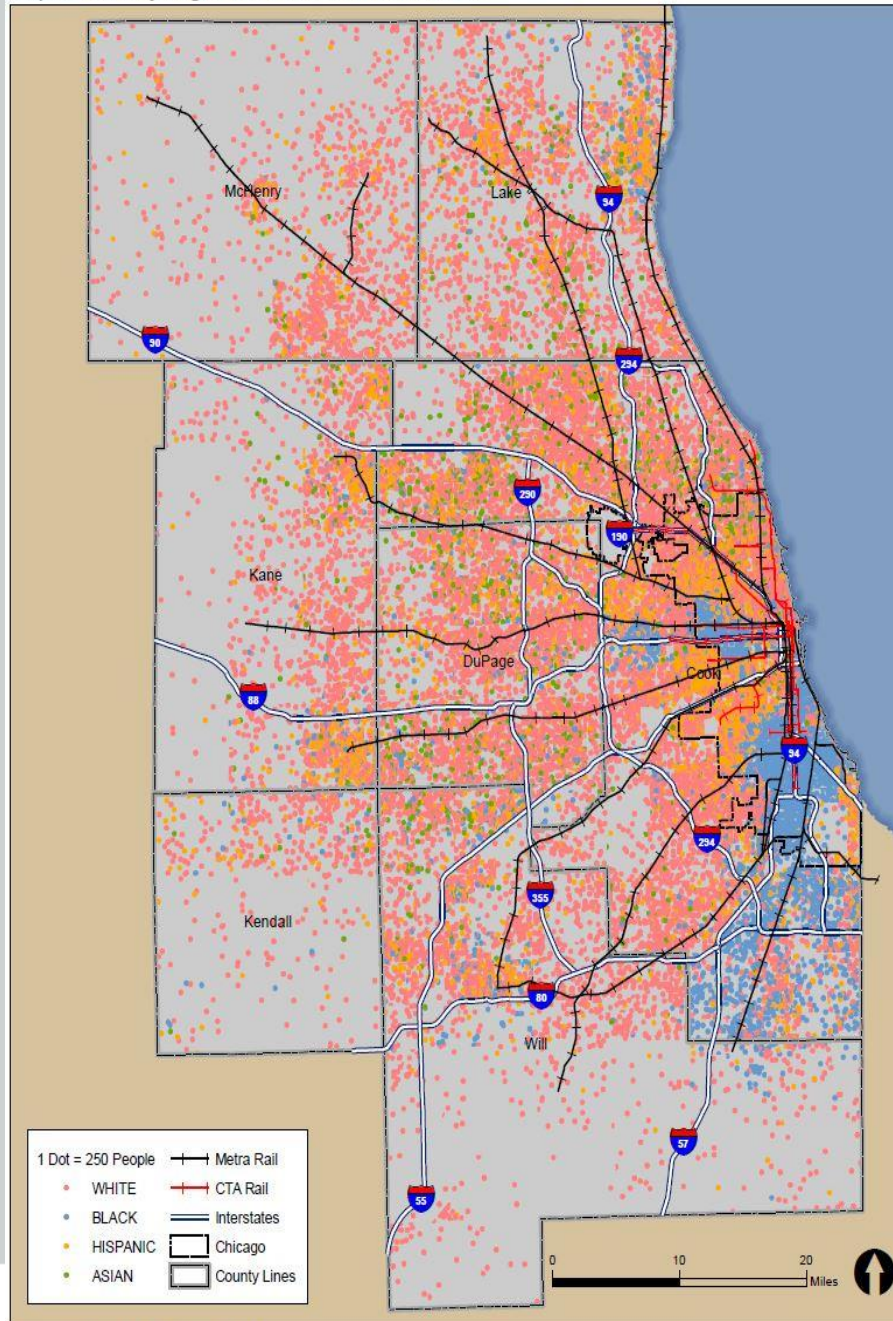 McHenry
Lake
94
90
294
290
190
Kane
DuPage
Cook
88
94
294
Kendall
355
80
Will
57
55
1 Dot = 250 People
Metra Rail
WHITE
CTA Rail
BLACK
Interstates
HISPANIC
Chicago
ASIAN
County Lines
0
10
20
Miles